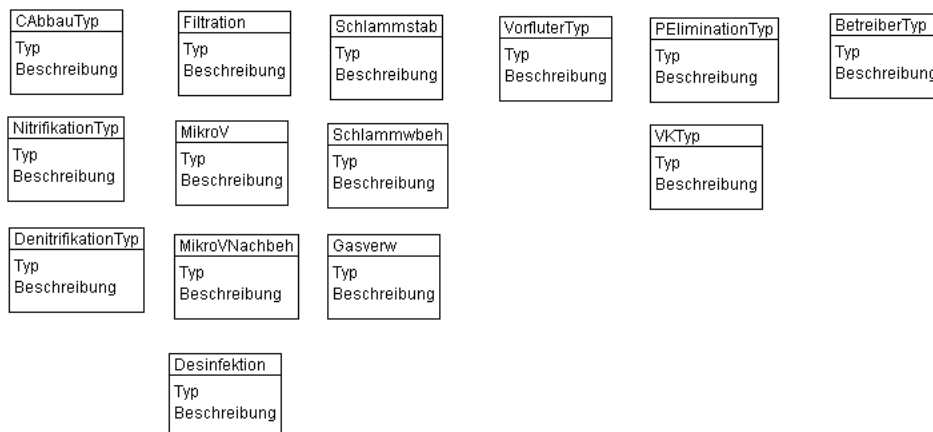 CAbbauTyp
Typ
Beschreibung
Filtration
Typ
Beschreibung
Schlammstab
Typ
Beschreibung
VorfluterTyp
Typ
Beschreibung
PEliminationTyp
Typ
Beschreibung
BetreiberTyp
Typ
Beschreibung
NitrifikationTyp
Typ
Beschreibung
MikroV
Typ
Beschreibung
Schlammwbeh
Typ
Beschreibung
VKTyp
Typ
Beschreibung
DenitrifikationTyp
Typ
Beschreibung
MikroVNachbeh
Typ
Beschreibung
Gasverw
Typ
Beschreibung
Desinfektion
Typ
Beschreibung